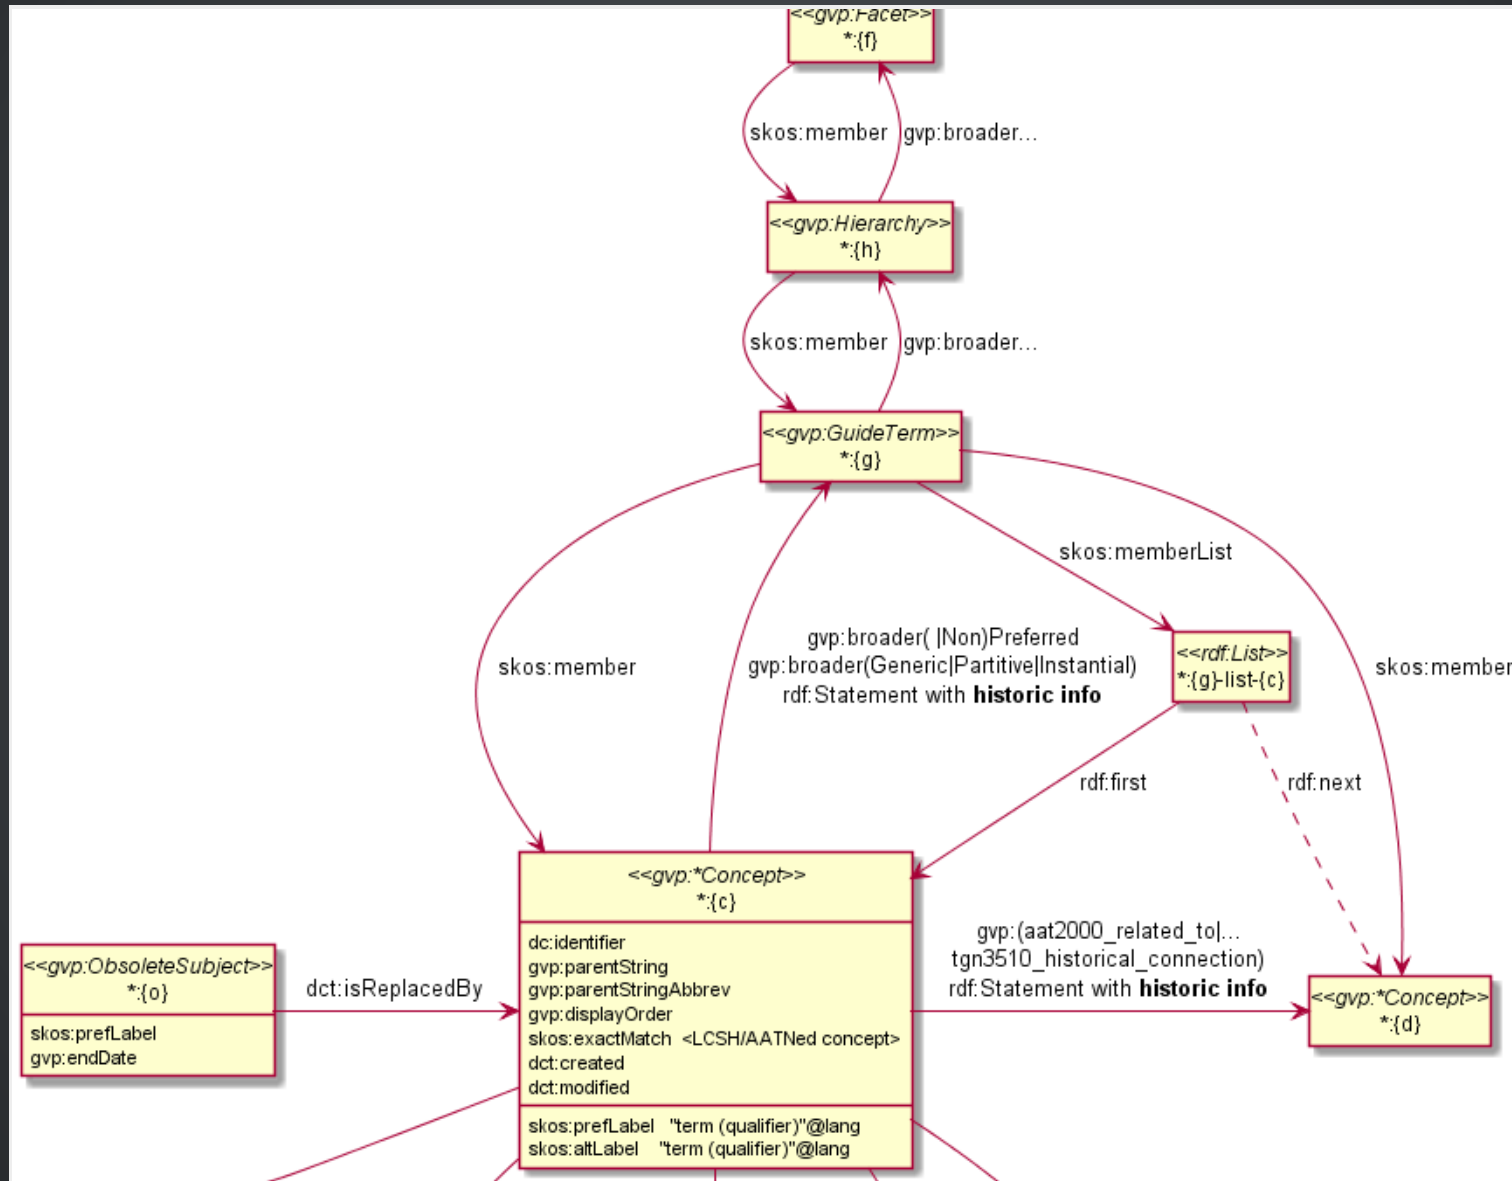 <<gvp:Facet>>
*:{f}
skos:member
gvp:broader...
<<gvp:Hierarchy>>
*:{h}
skos:member
gvp:broader...
<<gvp:GuideTerm>>
*:{g}
skos:memberList
gvp:broader( |Non)Preferred
gvp:broader(Generic|Partitive|Instantial)
rdf:Statement with historic info
skos:member
<<rdf:List>>
*:{g}-list-{c}
skos:member
rdf:first
rdf:next
<<gvp:*Concept>>
*:{c}
dc:identifier
gvp:parentString
gvp:parentStringAbbrev
gvp:displayOrder
skos:exactMatch <LCSH/AATNed concept>
dct:created
dct:modified
skos:prefLabel "term (qualifier)"@lang
skos:altLabel "term (qualifier)"@lang
<<gvp:ObsoleteSubject>>
*:{o}
skos:prefLabel
gvp:endDate
dct:isReplacedBy
gvp:(aat2000_related_to|...
tgn3510_historical_connection)
rdf:Statement with historic info
<<gvp:*Concept>>
*:{d}